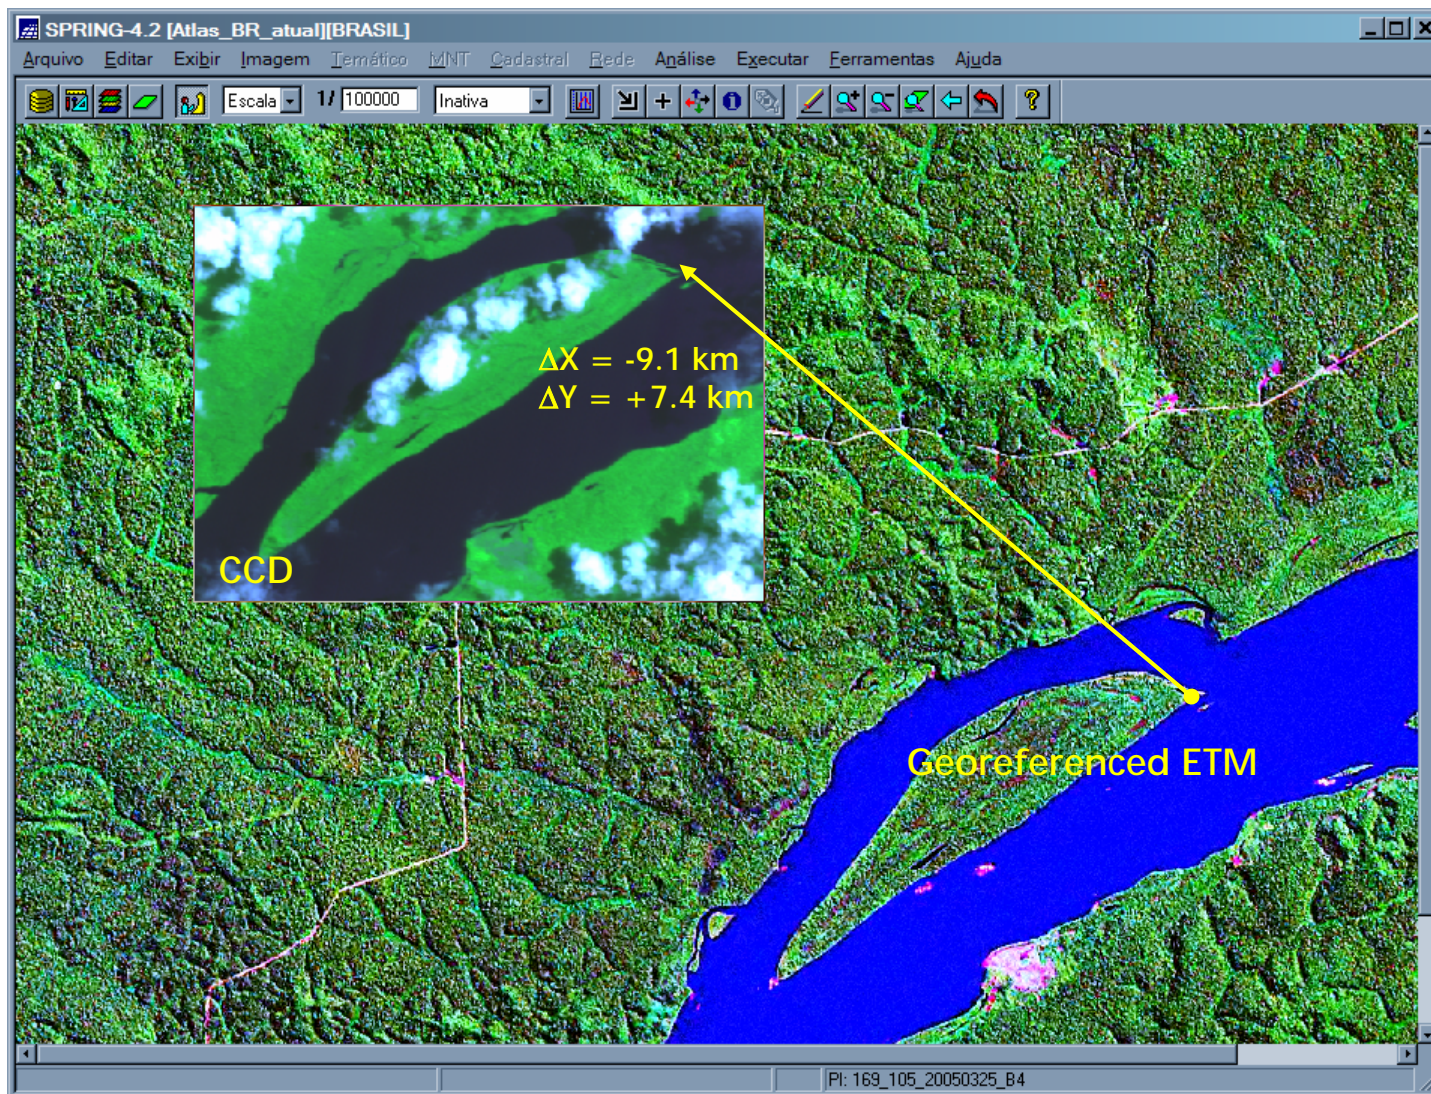 SPRING-4.2 [Atlas_BR_atual][BRASIL]
Arquivo Editar Exibir Imagem Temático MNT Cadastral Rede Análise Executar Ferramentas Ajuda
Escala 1/ 100000 Inativa
ΔX = -9.1 km
ΔY = +7.4 km
CCD
Georeferenced ETM
PI: 169_105_20050325_B4